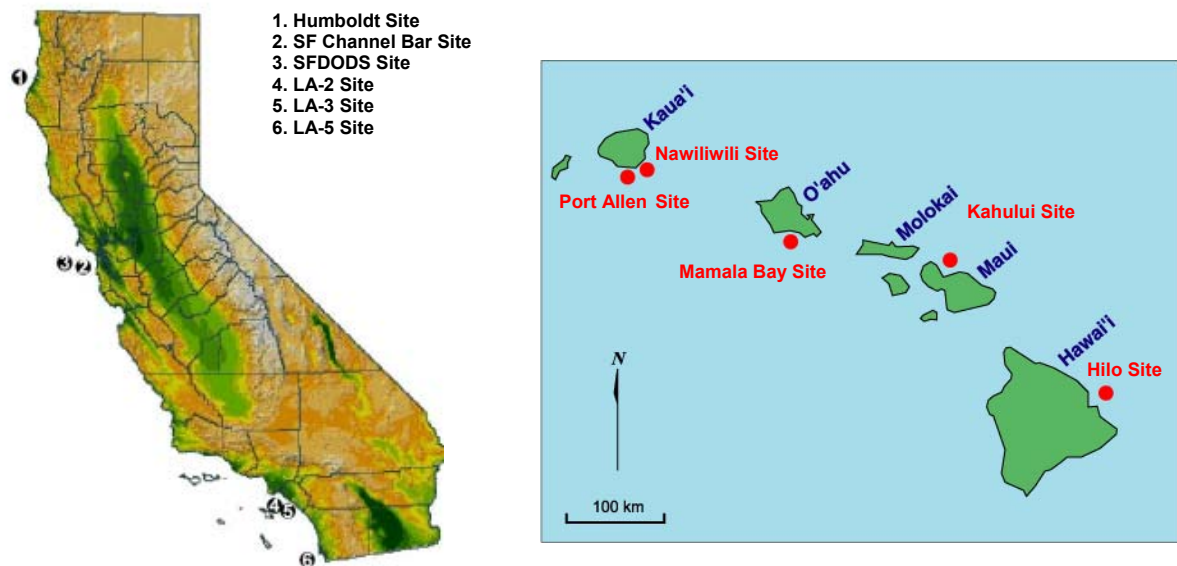 1. Humboldt Site
2. SF Channel Bar Site
3. SFDODS Site
4. LA-2 Site
5. LA-3 Site
6. LA-5 Site
1
3 2
4 5
6
Kaua'i
Nawiliwili Site
Port Allen Site
O'ahu
Mamala Bay Site
Molokai
Kahului Site
Maui
Hawai'i
Hilo Site
N
100 km